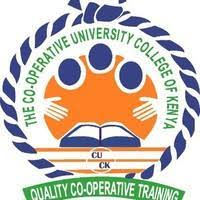 THE CO-OPERATIVE UNIVERSITY COLLEGE OF KENYA
CU
CK
QUALITY CO-OPERATIVE TRAINING